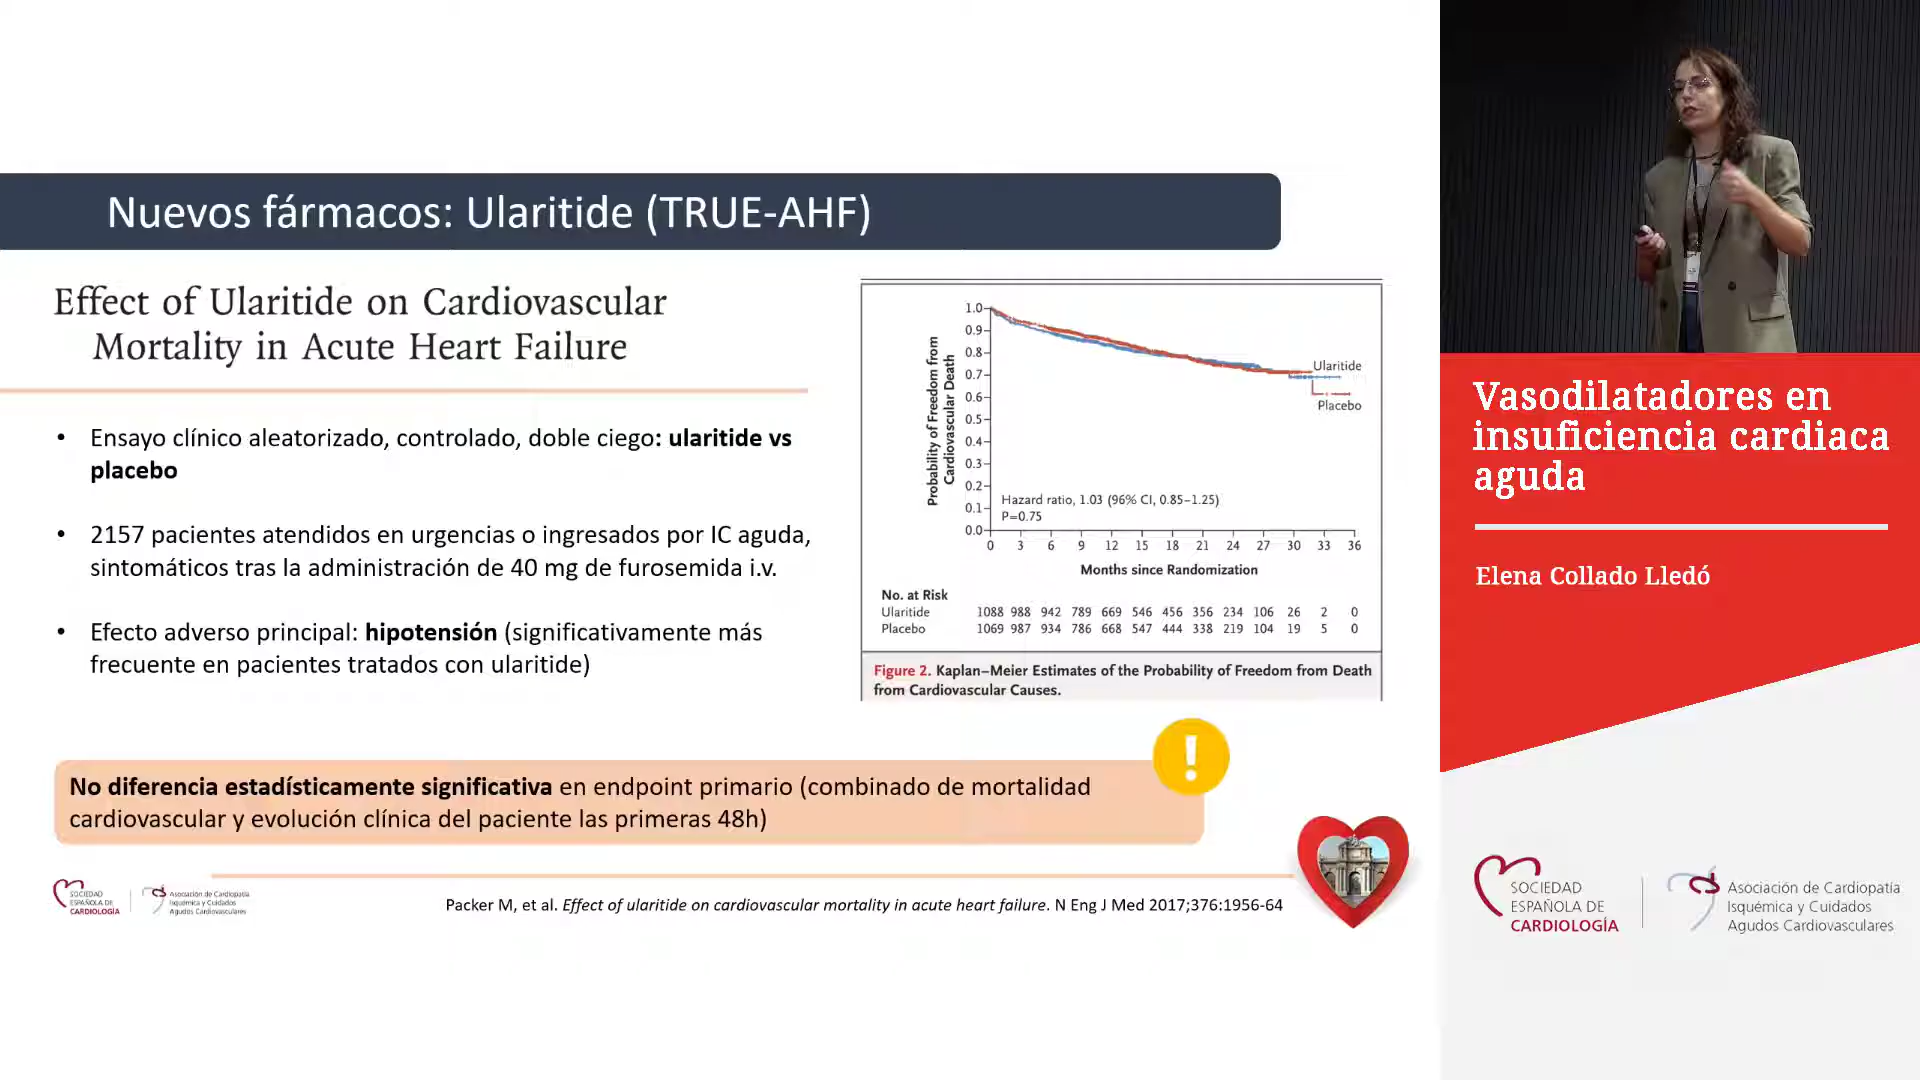 Nuevos fármacos: Ularitide (TRUE-AHF)
Effect of Ularitide on Cardiovascular
Mortality in Acute Heart Failure
• Ensayo clínico aleatorizado, controlado, doble ciego: ularitide vs
placebo
• 2157 pacientes atendidos en urgencias o ingresados por IC aguda,
sintomáticos tras la administración de 40 mg de furosemida i.v.
• Efecto adverso principal: hipotensión (significativamente más
frecuente en pacientes tratados con ularitide)
Probability of Freedom from
Cardiovascular Death
1.0
0.9
0.8
0.7
0.6
0.5
0.4
0.3
0.2
0.1
0.0
Ularitide
Placebo
Hazard ratio, 1.03 (96% CI, 0.85–1.25)
P=0.75
0 3 6 9 12 15 18 21 24 27 30 33 36
Months since Randomization
No. at Risk
Ularitide 1088 988 942 789 669 546 456 356 234 106 26 2 0
Placebo 1069 987 934 786 668 547 444 338 219 104 19 5 0
Figure 2. Kaplan–Meier Estimates of the Probability of Freedom from Death
from Cardiovascular Causes.
!
No diferencia estadísticamente significativa en endpoint primario (combinado de mortalidad
cardiovascular y evolución clínica del paciente las primeras 48h)
SOCIEDAD
ESPAÑOLA DE
CARDIOLOGÍA
Asociación de Cardiopatía
Isquémica y Cuidados
Agudos Cardiovasculares
Packer M, et al. Effect of ularitide on cardiovascular mortality in acute heart failure. N Eng J Med 2017;376:1956-64
Vasodilatadores en
insuficiencia cardiaca
aguda
Elena Collado Lledó
SOCIEDAD
ESPAÑOLA DE
CARDIOLOGÍA
Asociación de Cardiopatía
Isquémica y Cuidados
Agudos Cardiovasculares